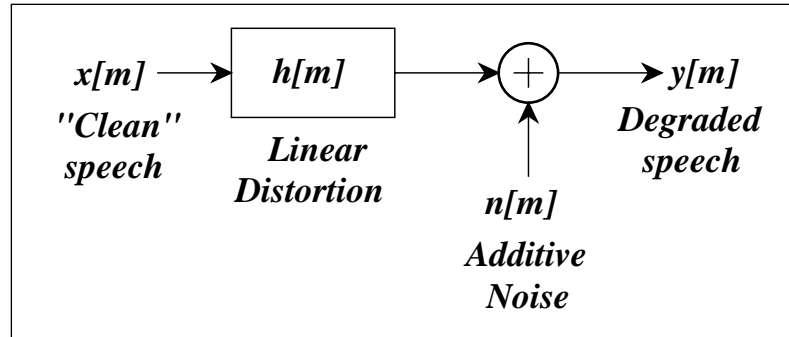 x[m]
"Clean"
speech
h[m]
Linear
Distortion
+
n[m]
Additive
Noise
y[m]
Degraded
speech